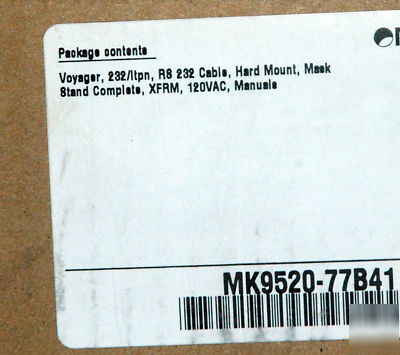 Package contents
Voyager, 232/ltpn, RS 232 Cable, Hard Mount, Mask
Stand Complete, XFRM, 120VAC, Manuals
MK9520-77B41